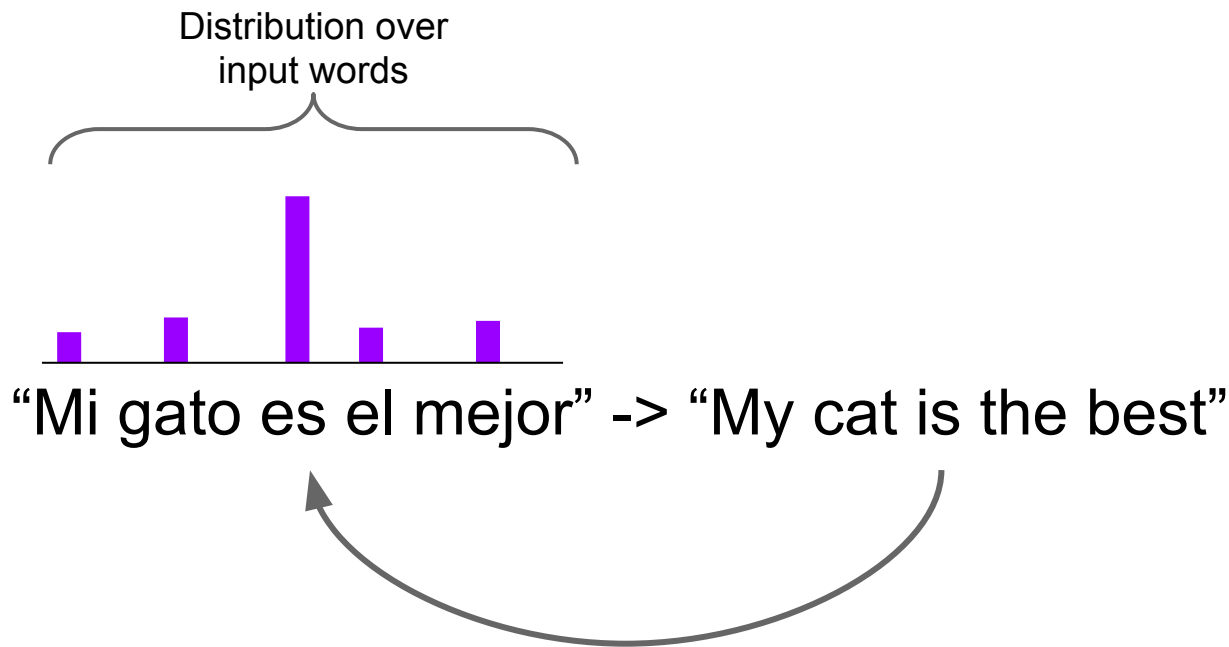 Distribution over
input words
“Mi gato es el mejor” -> “My cat is the best”